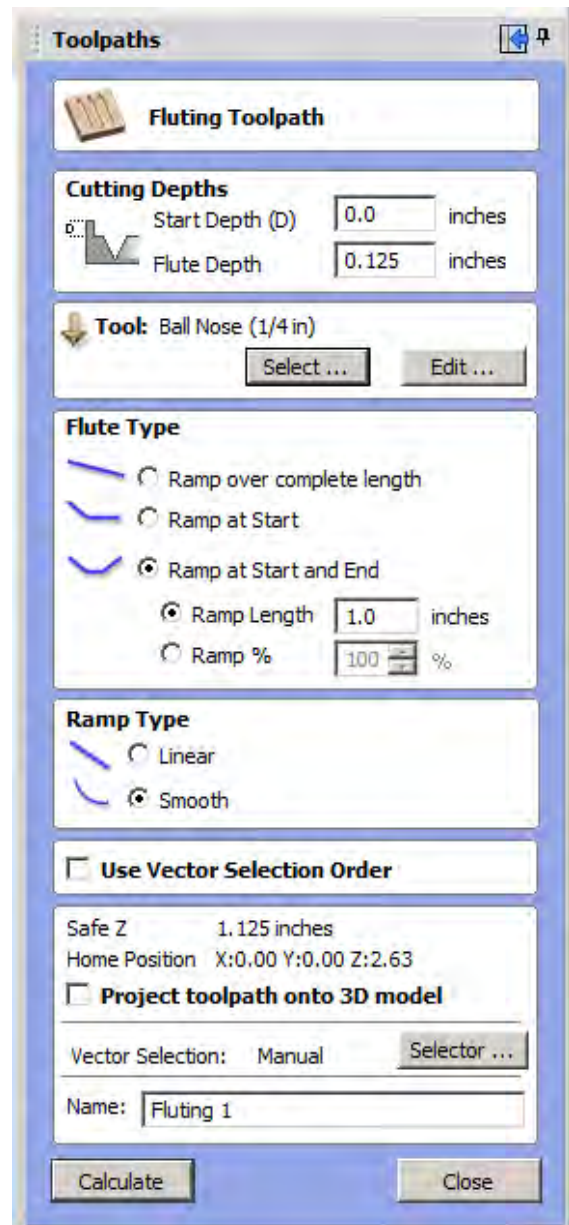 Toolpaths
Fluting Toolpath
Cutting Depths
D
Start Depth (D) 0.0 inches
Flute Depth 0.125 inches
Tool: Ball Nose (1/4 in)
Select ... Edit ...
Flute Type
Ramp over complete length
Ramp at Start
Ramp at Start and End
Ramp Length 1.0 inches
Ramp % 100 %
Ramp Type
Linear
Smooth
Use Vector Selection Order
Safe Z 1.125 inches
Home Position X:0.00 Y:0.00 Z:2.63
Project toolpath onto 3D model
Vector Selection: Manual Selector ...
Name: Fluting 1
Calculate Close